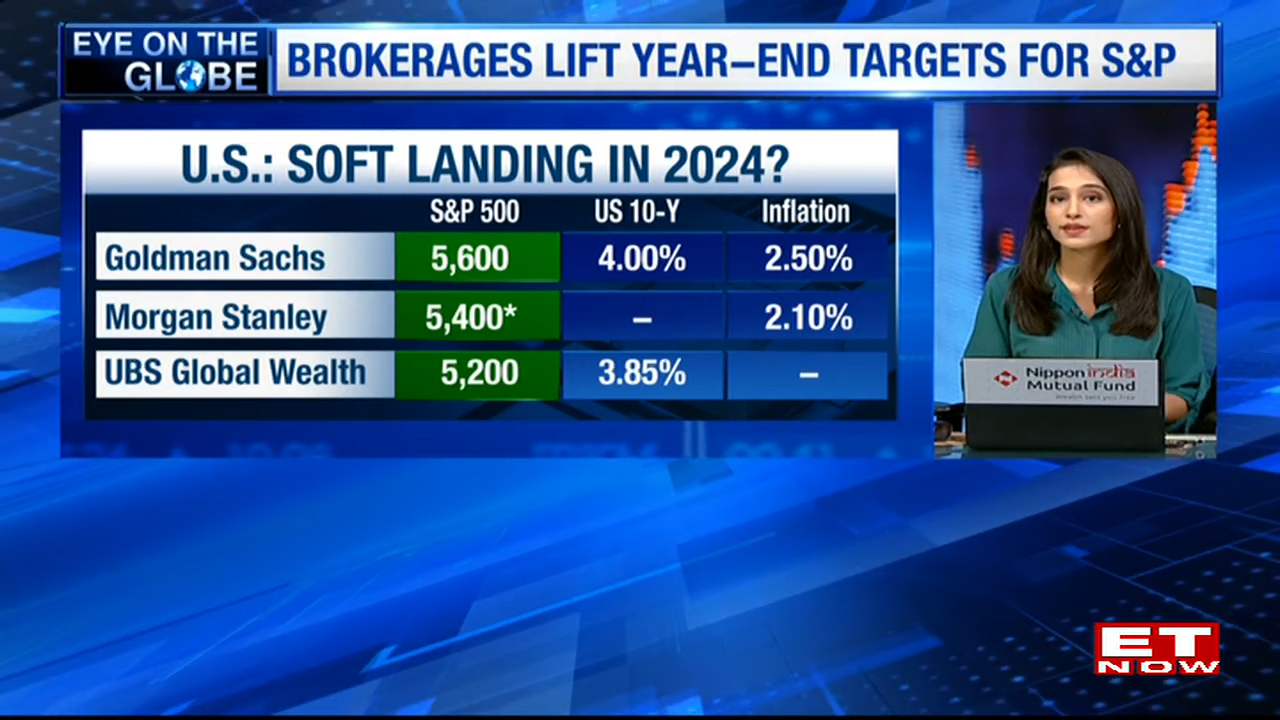 EYE ON THE
GLOBE
BROKERAGES LIFT YEAR–END TARGETS FOR S&P
U.S.: SOFT LANDING IN 2024?
S&P 500 US 10-Y Inflation
Goldman Sachs 5,600 4.00% 2.50%
Morgan Stanley 5,400* – 2.10%
UBS Global Wealth 5,200 3.85% –
Nippon india
Mutual Fund
Wealth sets you free
ET
NOW